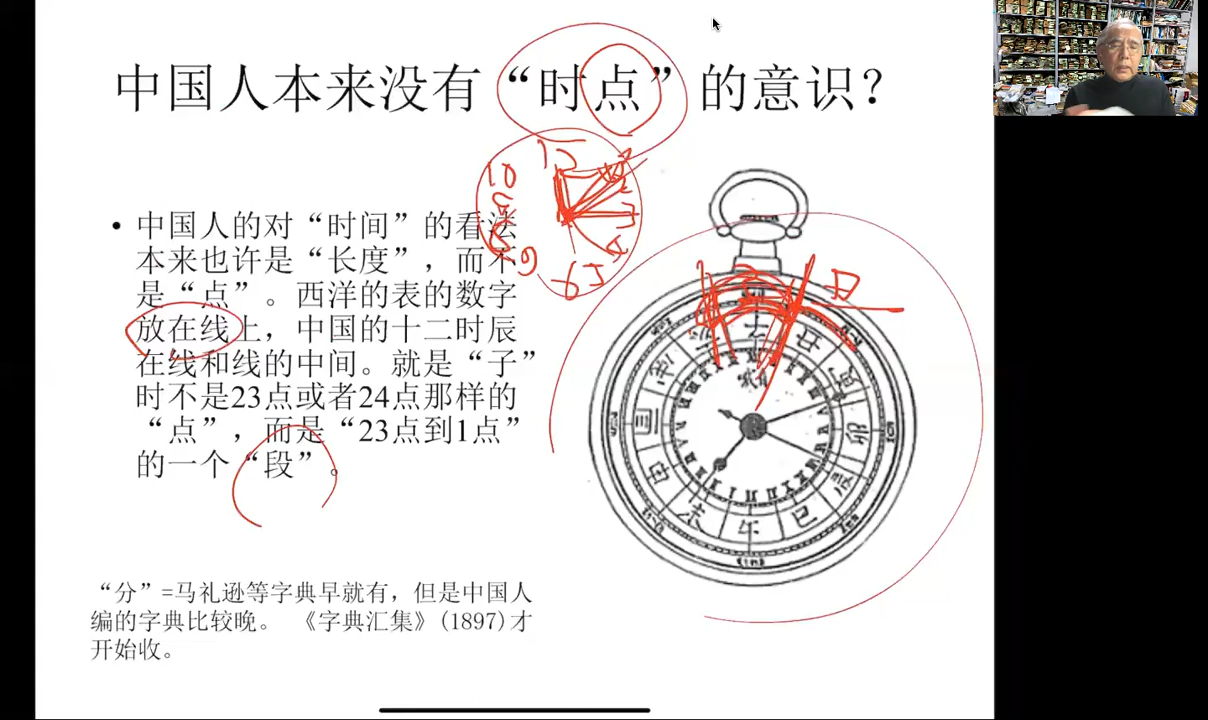 中国人本来没有“时点”的意识？
• 中国人的对“时间”的看法
本来也许是“长度”，而不
是“点”。西洋的表的数字
放在线上，中国的十二时辰
在线和线的中间。就是“子”
时不是23点或者24点那样的
“点”，而是“23点到1点”
的一个“段”。
“分”=马礼逊等字典早就有，但是中国人
编的字典比较晚。 《字典汇集》(1897)才
开始收。
子
丑
寅
卯
辰
巳
午
未
申